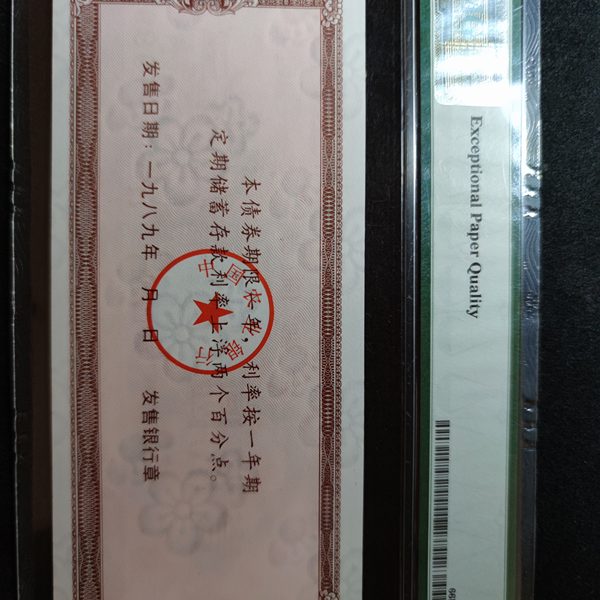 本债券期限一年,利率按一年期
定期储蓄存款利率上浮两个百分点。
发售日期:一九八九年 月 日 发售银行章
Exceptional Paper Quality